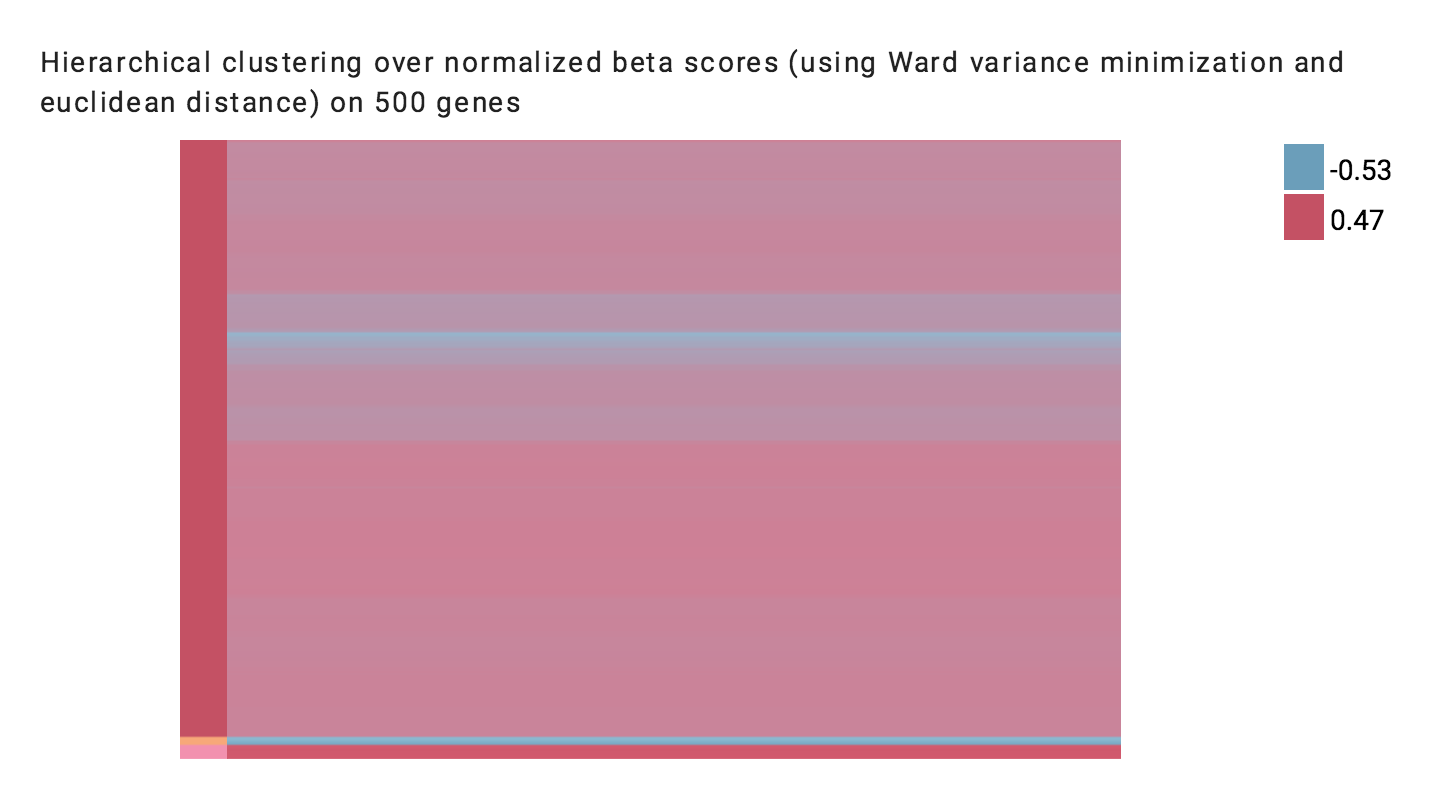 Hierarchical clustering over normalized beta scores (using Ward variance minimization and
euclidean distance) on 500 genes
-0.53
0.47